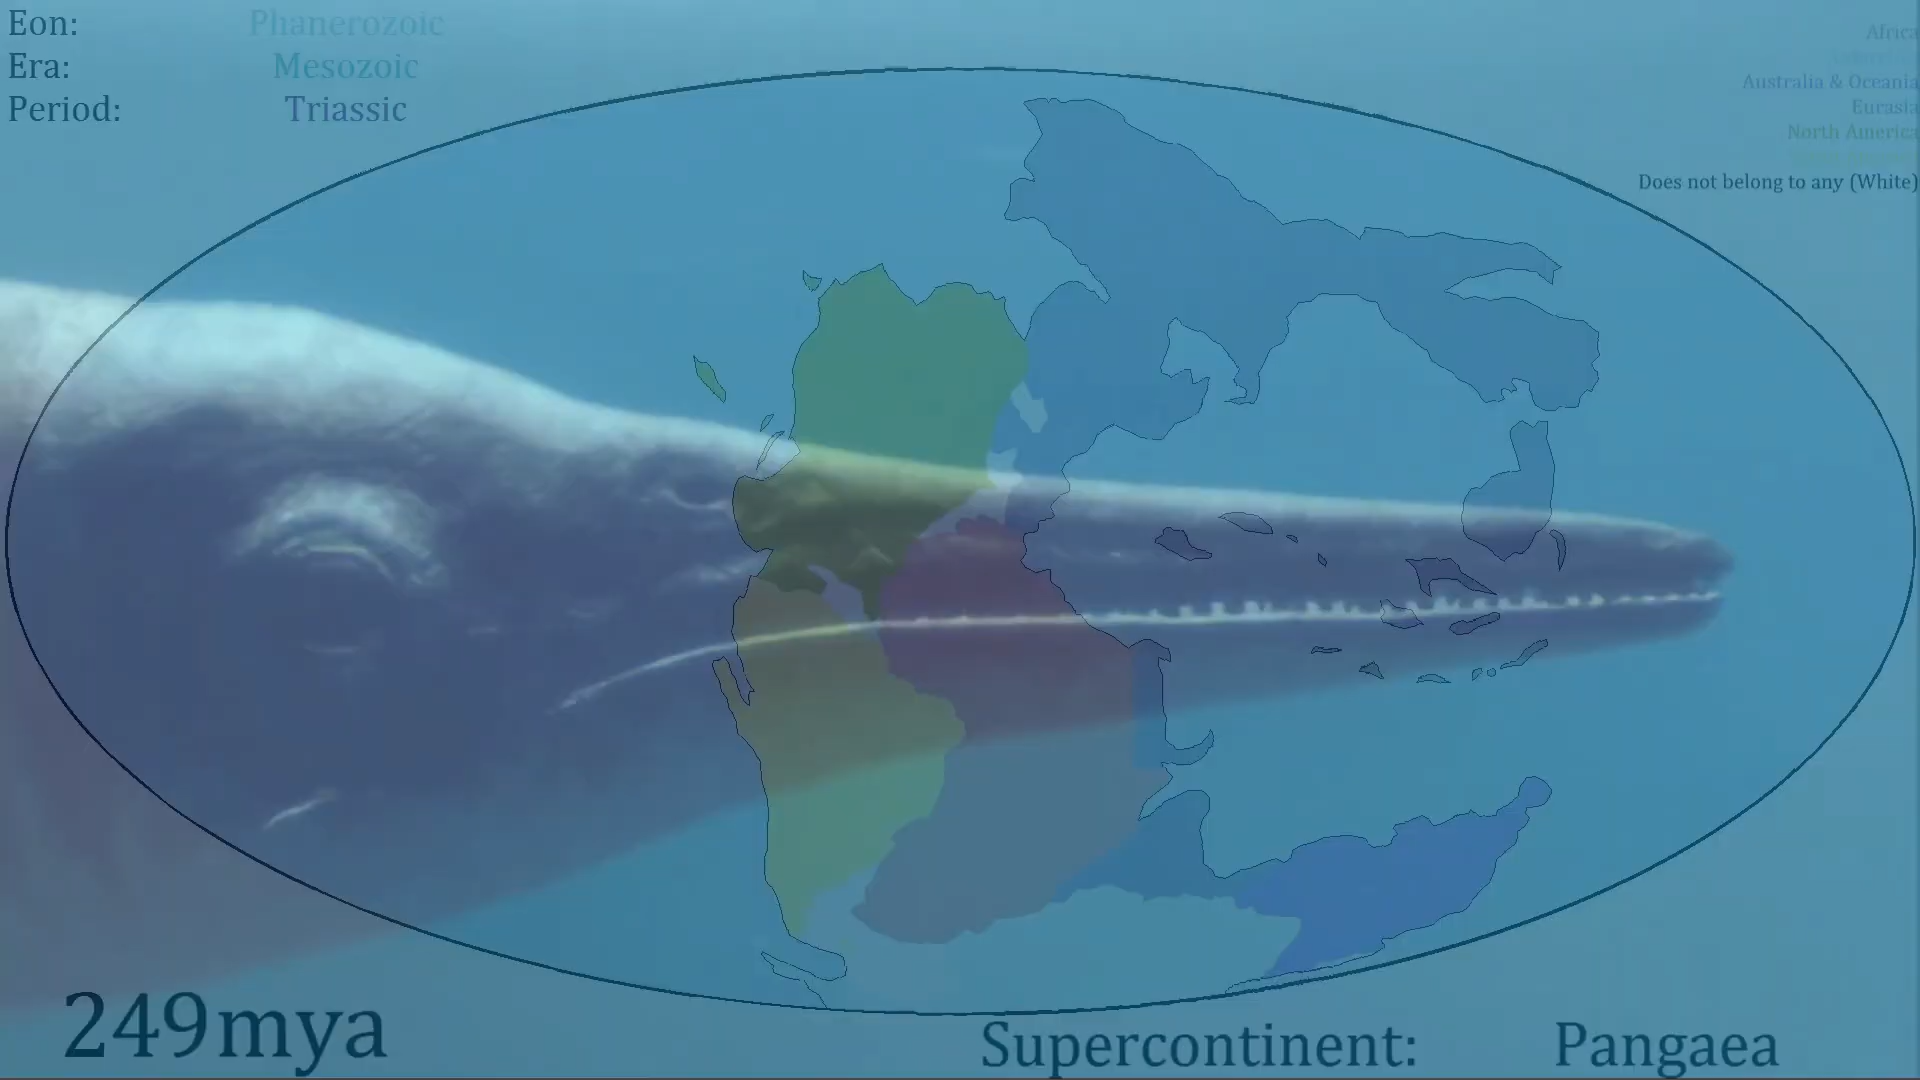 Eon: Phanerozoic
Era: Mesozoic
Period: Triassic
Africa
Australia & Oceania
Eurasia
North America
Does not belong to any (White)
249mya
Supercontinent: Pangaea